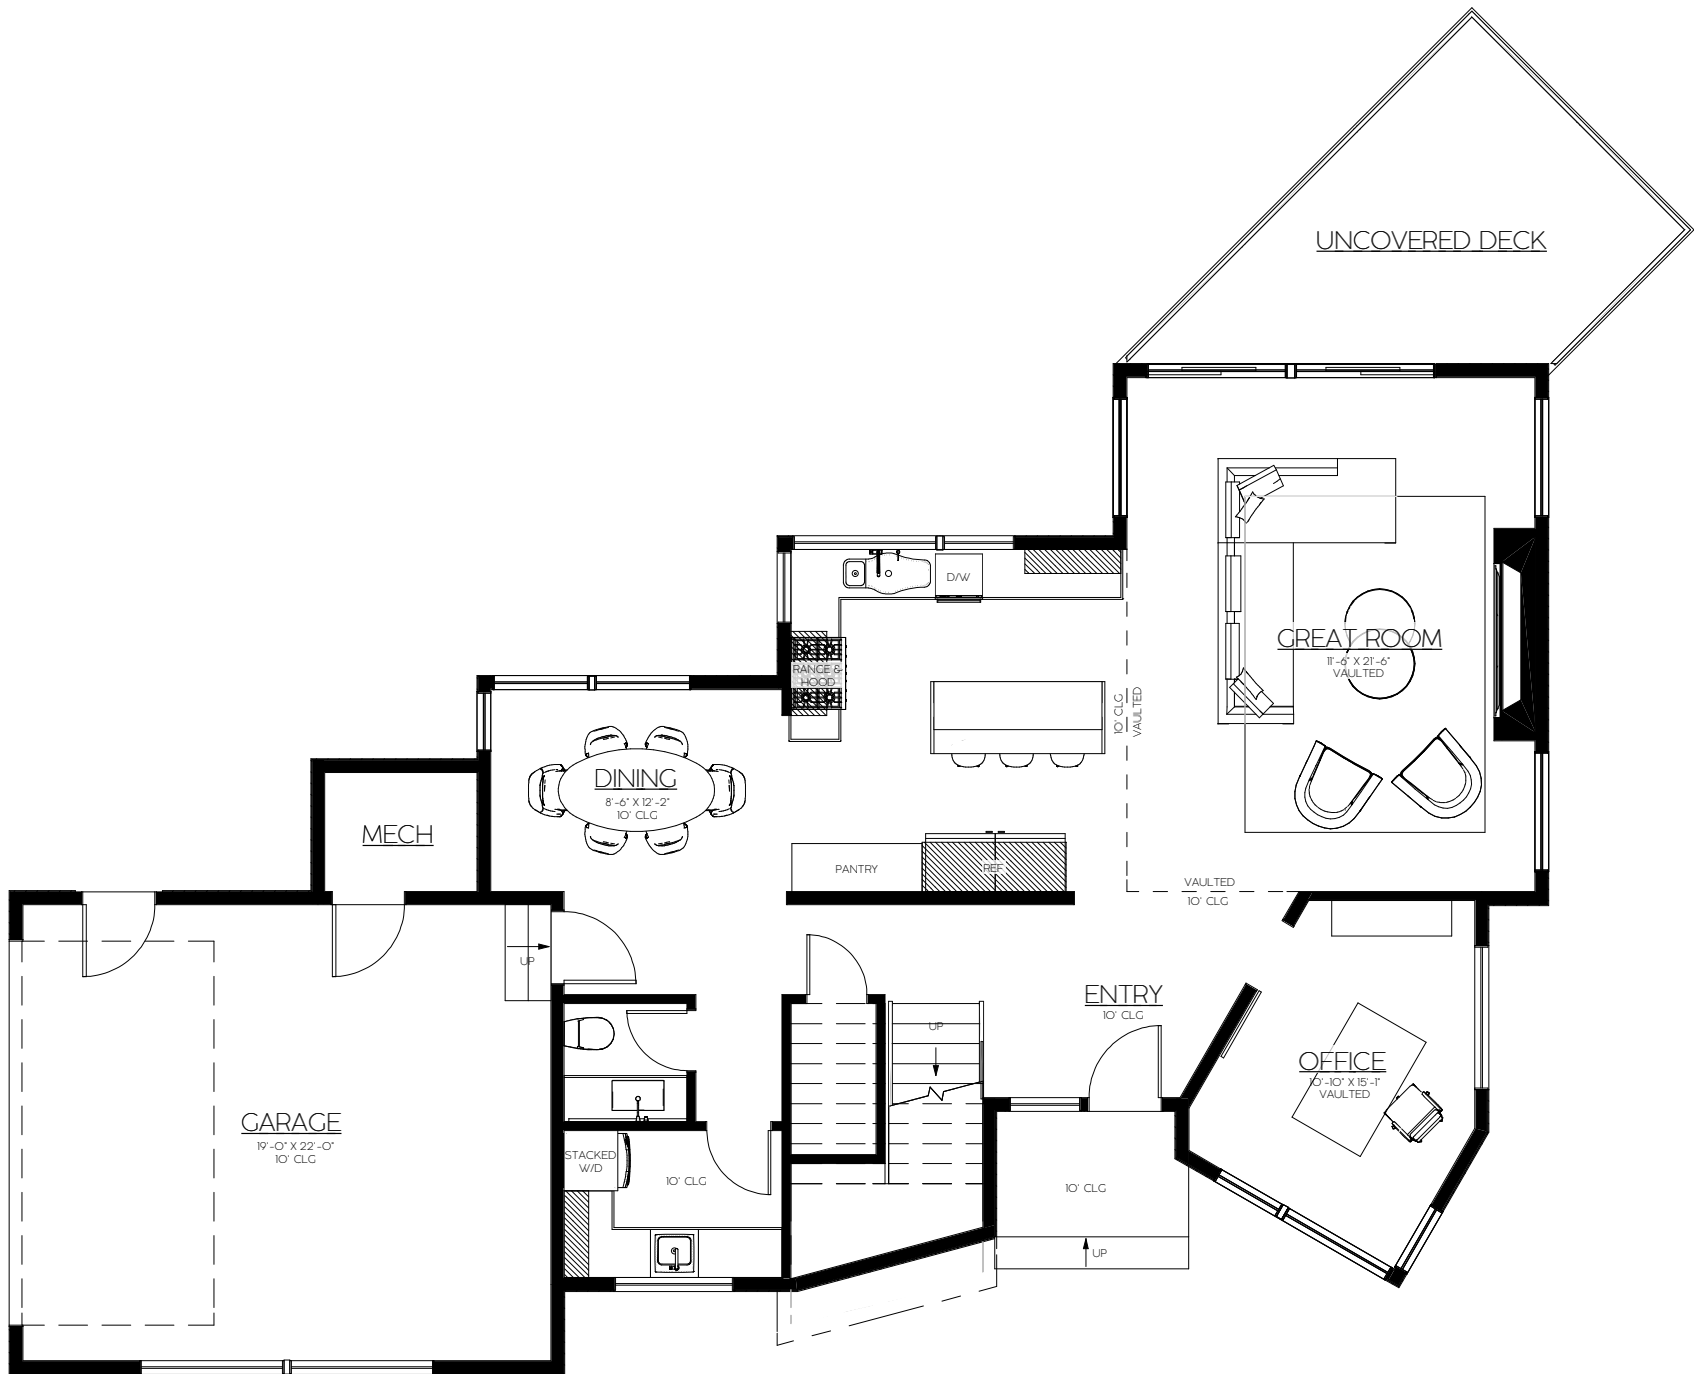 UNCOVERED DECK
D/W
RANGE &
HOOD
GREAT ROOM
11'-6" X 21'-6"
VAULTED
10' CLG
VAULTED
DINING
8'-6" X 12'-2"
10' CLG
MECH
PANTRY
REF
VAULTED
10' CLG
UP
ENTRY
10' CLG
UP
OFFICE
10'-10" X 15'-1"
VAULTED
GARAGE
19'-0" X 22'-0"
10' CLG
STACKED
W/D
10' CLG
10' CLG
UP